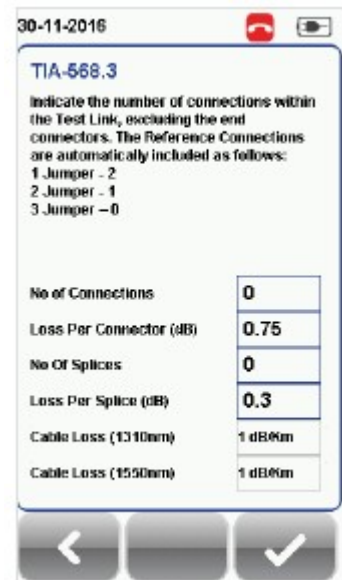 30-11-2016
TIA-568.3
Indicate the number of connections within
the Test Link, excluding the end
connectors. The Reference Connections
are automatically included as follows:
1 Jumper - 2
2 Jumper - 1
3 Jumper – 0
No of Connections 0
Loss Per Connector (dB) 0.75
No Of Splices 0
Loss Per Splice (dB) 0.3
Cable Loss (1310nm) 1 dB/Km
Cable Loss (1550nm) 1 dB/Km